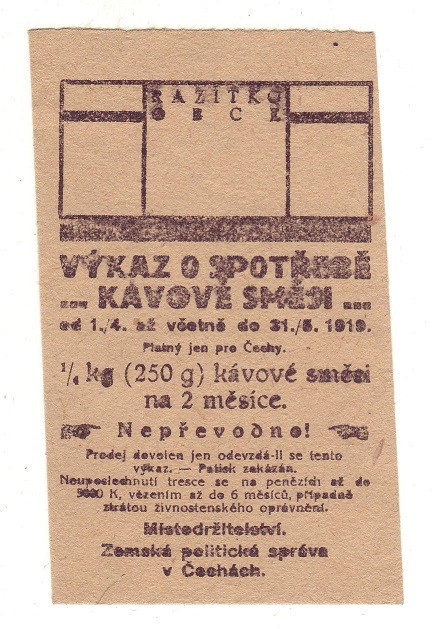 RAZÍTKO
OBCE
VÝKAZ O SPOTŘEBĚ
... KÁVOVÉ SMĚSI ...
od 1./4. až včetně do 31./5. 1919.
Platný jen pro Čechy.
¹/₄ kg (250 g) kávové směsi
na 2 měsíce.
Nepřevodno!
Prodej dovolen jen odevzdá-li se tento
výkaz. — Padělek zakázán.
Neuposlechnutí tresce se na penězích až do
5000 K, vězením až do 6 měsíců, případně
ztrátou živnostenského oprávnění.
Místodržitelství.
Zemská politická správa
v Čechách.